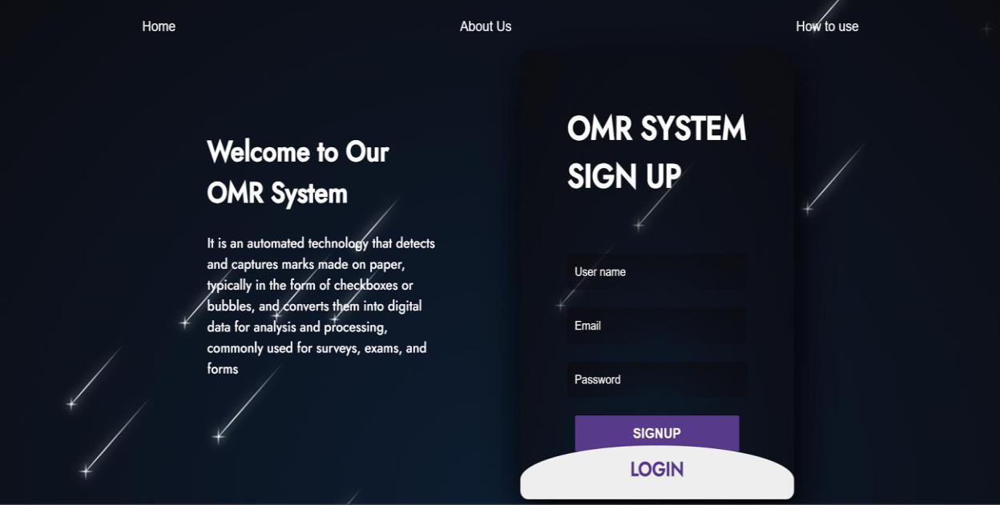 Home
About Us
How to use
Welcome to Our
OMR System
It is an automated technology that detects
and captures marks made on paper,
typically in the form of checkboxes or
bubbles, and converts them into digital
data for analysis and processing,
commonly used for surveys, exams, and
forms
OMR SYSTEM
SIGN UP
User name
Email
Password
SIGNUP
LOGIN